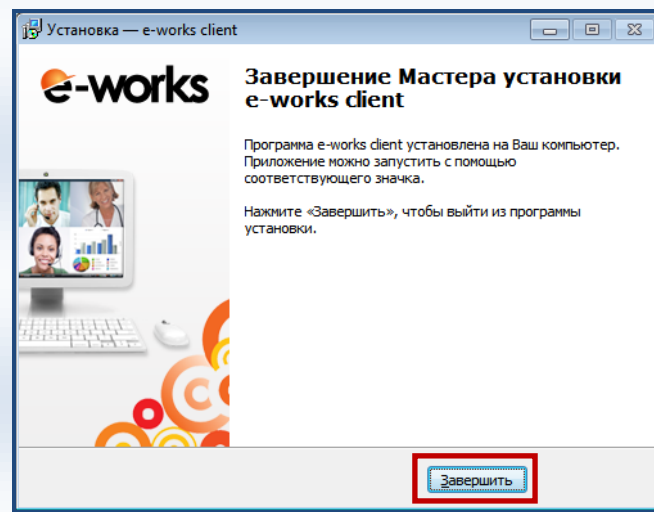 Установка — e-works client
e-works
Завершение Мастера установки
e-works client
Программа e-works client установлена на Ваш компьютер.
Приложение можно запустить с помощью
соответствующего значка.
Нажмите «Завершить», чтобы выйти из программы
установки.
Завершить